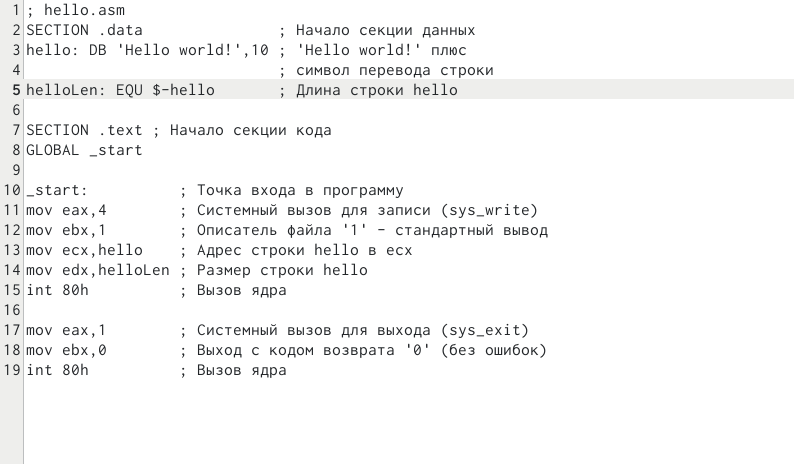 1 ; hello.asm
2 SECTION .data               ; Начало секции данных
3 hello: DB 'Hello world!',10 ; 'Hello world!' плюс
4                             ; символ перевода строки
5 helloLen: EQU $-hello       ; Длина строки hello
6
7 SECTION .text ; Начало секции кода
8 GLOBAL _start
9
10 _start:          ; Точка входа в программу
11 mov eax,4        ; Системный вызов для записи (sys_write)
12 mov ebx,1        ; Описатель файла '1' - стандартный вывод
13 mov ecx,hello    ; Адрес строки hello в ecx
14 mov edx,helloLen ; Размер строки hello
15 int 80h          ; Вызов ядра
16
17 mov eax,1        ; Системный вызов для выхода (sys_exit)
18 mov ebx,0        ; Выход с кодом возврата '0' (без ошибок)
19 int 80h          ; Вызов ядра